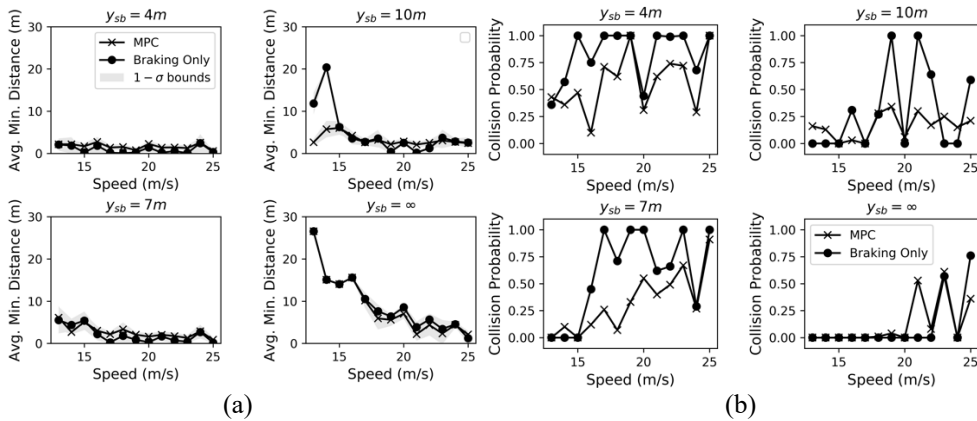 y_sb = 4m
y_sb = 10m
Avg. Min. Distance (m)
30
20
10
0
MPC
Braking Only
1 − σ bounds
15
20
25
Speed (m/s)
Avg. Min. Distance (m)
30
20
10
0
15
20
25
Speed (m/s)
y_sb = 4m
y_sb = 10m
Collision Probability
1.00
0.75
0.50
0.25
0.00
15
20
25
Speed (m/s)
Collision Probability
1.00
0.75
0.50
0.25
0.00
15
20
25
Speed (m/s)
y_sb = 7m
y_sb = ∞
Avg. Min. Distance (m)
30
20
10
0
15
20
25
Speed (m/s)
Avg. Min. Distance (m)
30
20
10
0
15
20
25
Speed (m/s)
y_sb = 7m
y_sb = ∞
Collision Probability
1.00
0.75
0.50
0.25
0.00
15
20
25
Speed (m/s)
Collision Probability
1.00
0.75
0.50
0.25
0.00
MPC
Braking Only
15
20
25
Speed (m/s)
(a)
(b)